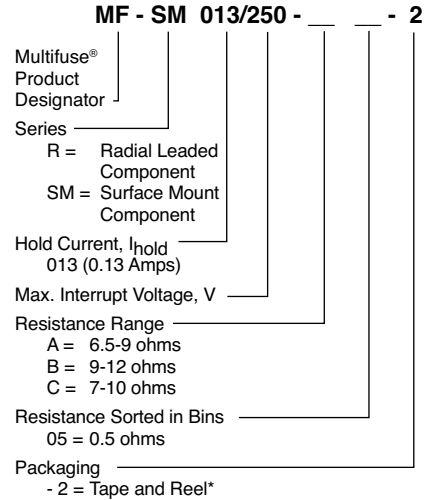 MF - SM 013/250 - __ __ - 2
Multifuse®
Product
Designator
Series
R = Radial Leaded
Component
SM = Surface Mount
Component
Hold Current, Ihold
013 (0.13 Amps)
Max. Interrupt Voltage, V
Resistance Range
A = 6.5-9 ohms
B = 9-12 ohms
C = 7-10 ohms
Resistance Sorted in Bins
05 = 0.5 ohms
Packaging
- 2 = Tape and Reel*